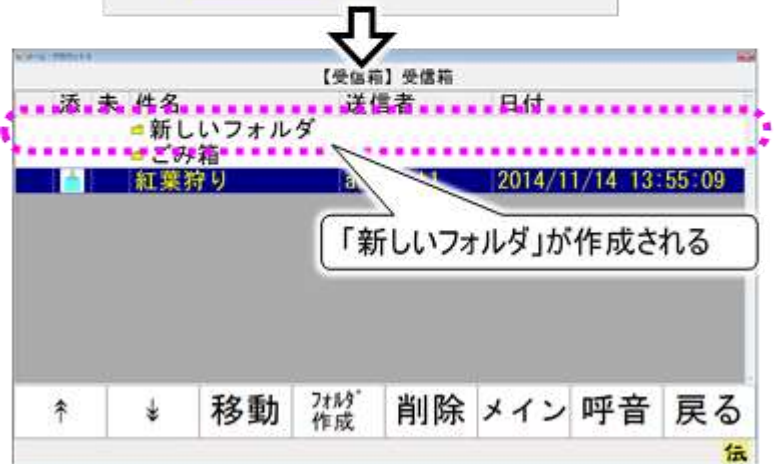 【受信箱】受信箱
添 未 件名 送信者 日付
新しいフォルダ
ごみ箱
紅葉狩り 2014/11/14 13:55:09
「新しいフォルダ」が作成される
↟ ↡ 移動 ﾌｫﾙﾀﾞ作成 削除 メイン 呼音 戻る
伝